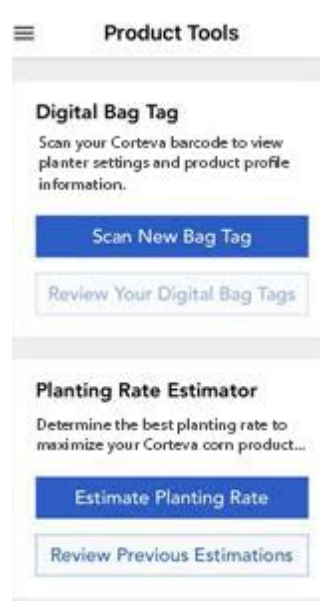 Product Tools
Digital Bag Tag
Scan your Corteva barcode to view
planter settings and product profile
information.
Scan New Bag Tag
Review Your Digital Bag Tags
Planting Rate Estimator
Determine the best planting rate to
maximize your Corteva corn product...
Estimate Planting Rate
Review Previous Estimations